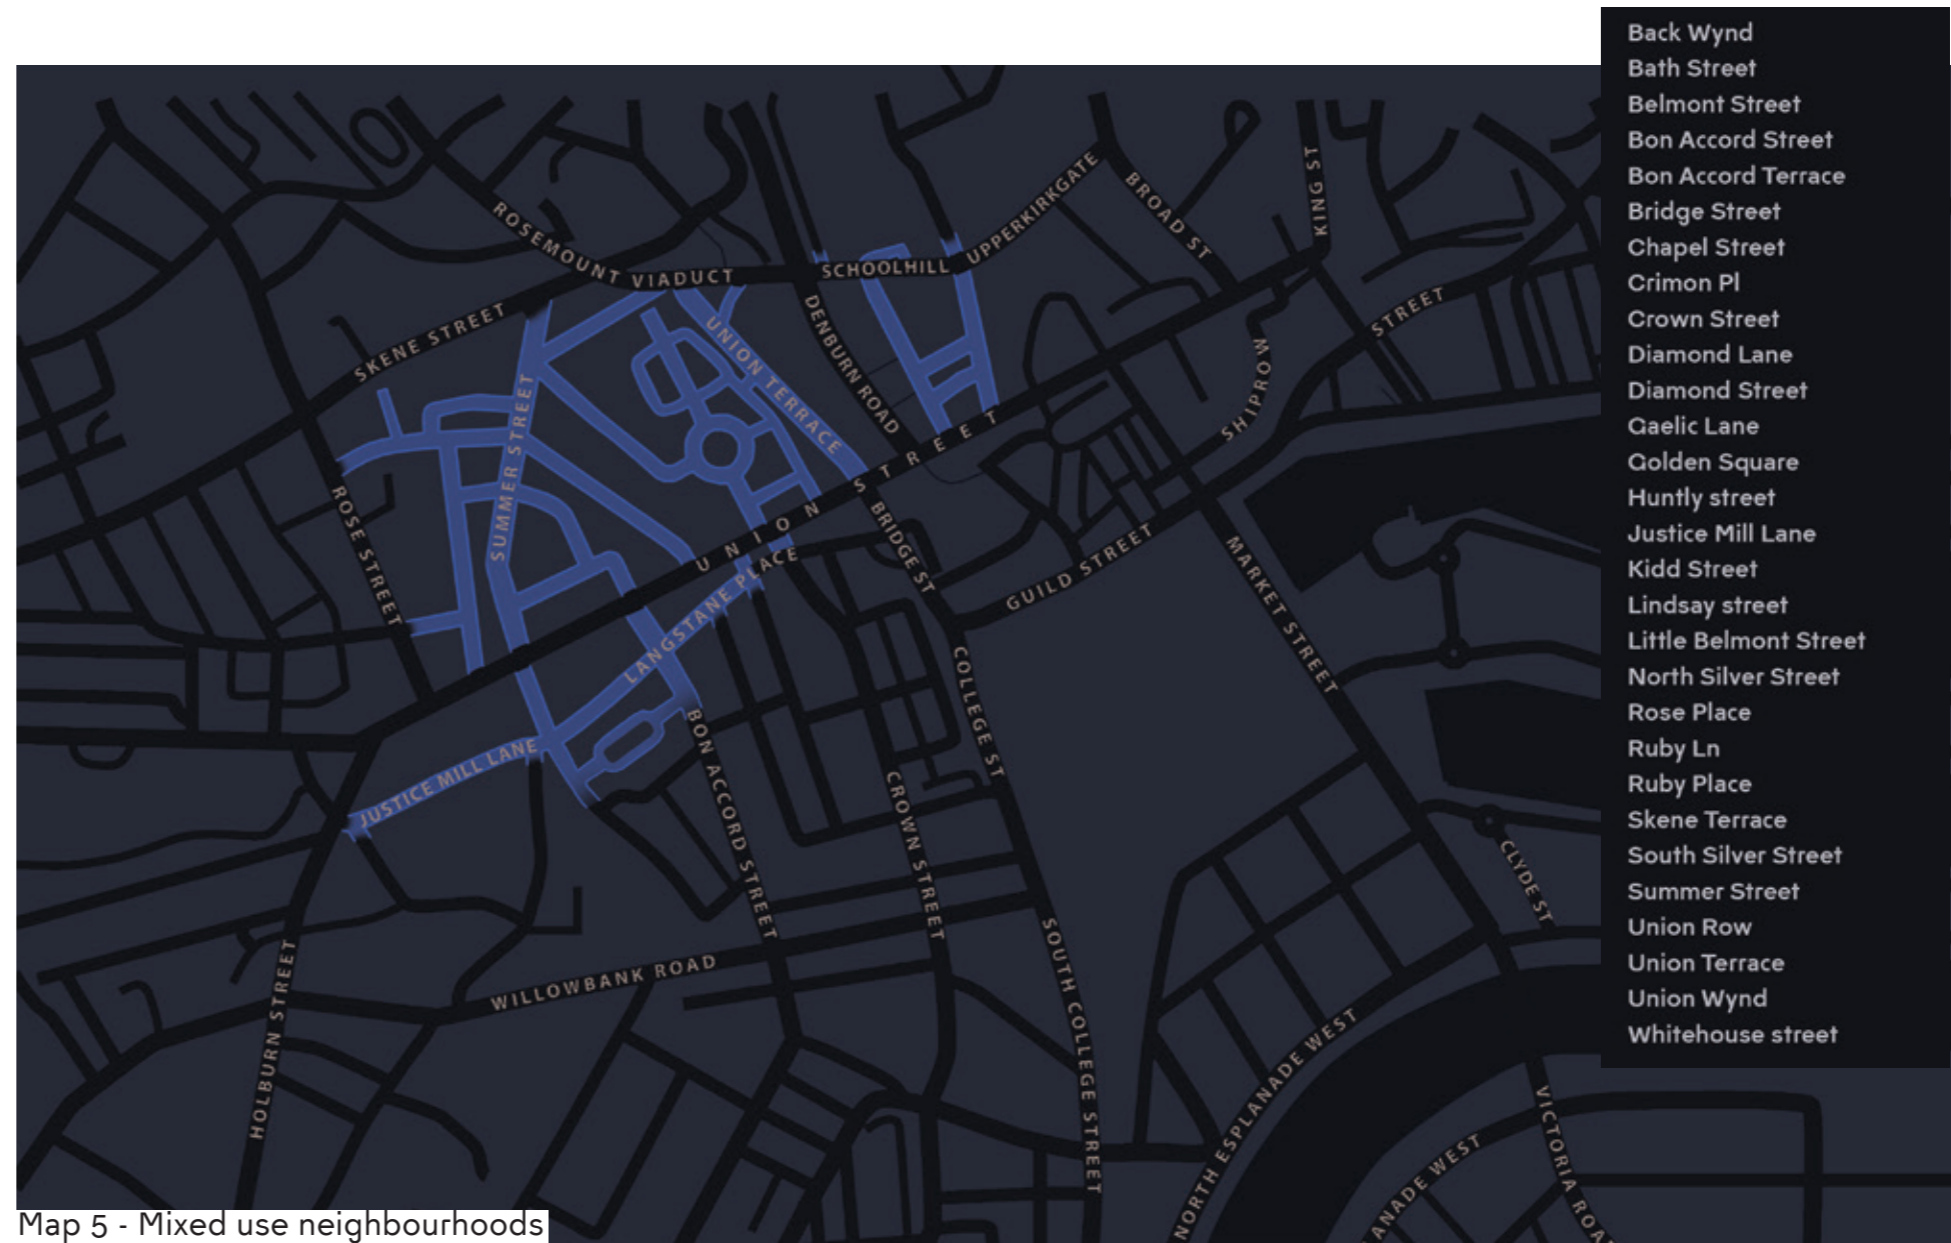 Back Wynd
Bath Street
Belmont Street
Bon Accord Street
Bon Accord Terrace
Bridge Street
Chapel Street
Crimon Pl
Crown Street
Diamond Lane
Diamond Street
Gaelic Lane
Golden Square
Huntly street
Justice Mill Lane
Kidd Street
Lindsay street
Little Belmont Street
North Silver Street
Rose Place
Ruby Ln
Ruby Place
Skene Terrace
South Silver Street
Summer Street
Union Row
Union Terrace
Union Wynd
Whitehouse street
ROSEMOUNT VIADUCT
SCHOOLHILL
UPPERKIRKGATE
BROAD ST
KING ST
SKENE STREET
UNION TERRACE
DENBURN ROAD
SHIPROW
STREET
SUMMER STREET
ROSE STREET
UNION STREET
BRIDGE ST
GUILD STREET
MARKET STREET
LANGSTANE PLACE
JUSTICE MILL LANE
BON ACCORD STREET
CROWN STREET
COLLEGE ST
CLYDE ST
HOLBURN STREET
WILLOWBANK ROAD
SOUTH COLLEGE STREET
NORTH ESPLANADE WEST
ANADE WEST
VICTORIA ROA
Map 5 - Mixed use neighbourhoods